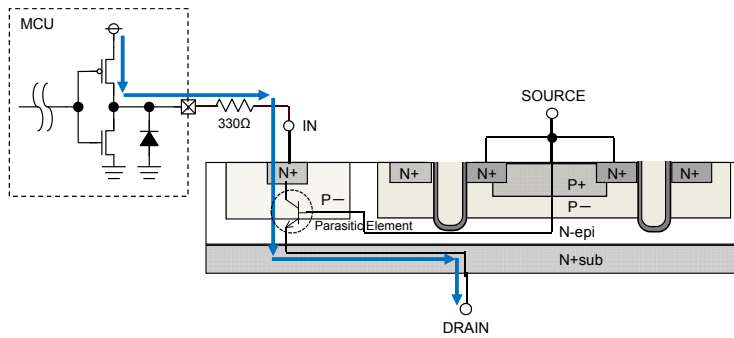 MCU
330Ω
IN
SOURCE
N+
P−
Parasitic Element
N+
N+
P+
N+
N+
P−
N-epi
N+sub
DRAIN